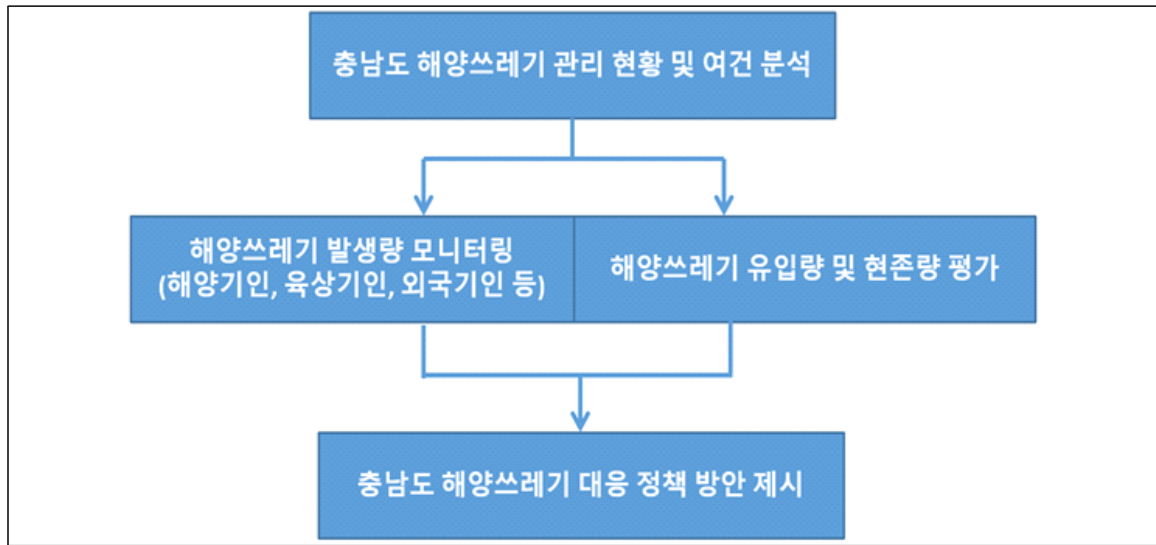 충남도 해양쓰레기 관리 현황 및 여건 분석
해양쓰레기 발생량 모니터링
(해양기인, 육상기인, 외국기인 등)
해양쓰레기 유입량 및 현존량 평가
충남도 해양쓰레기 대응 정책 방안 제시